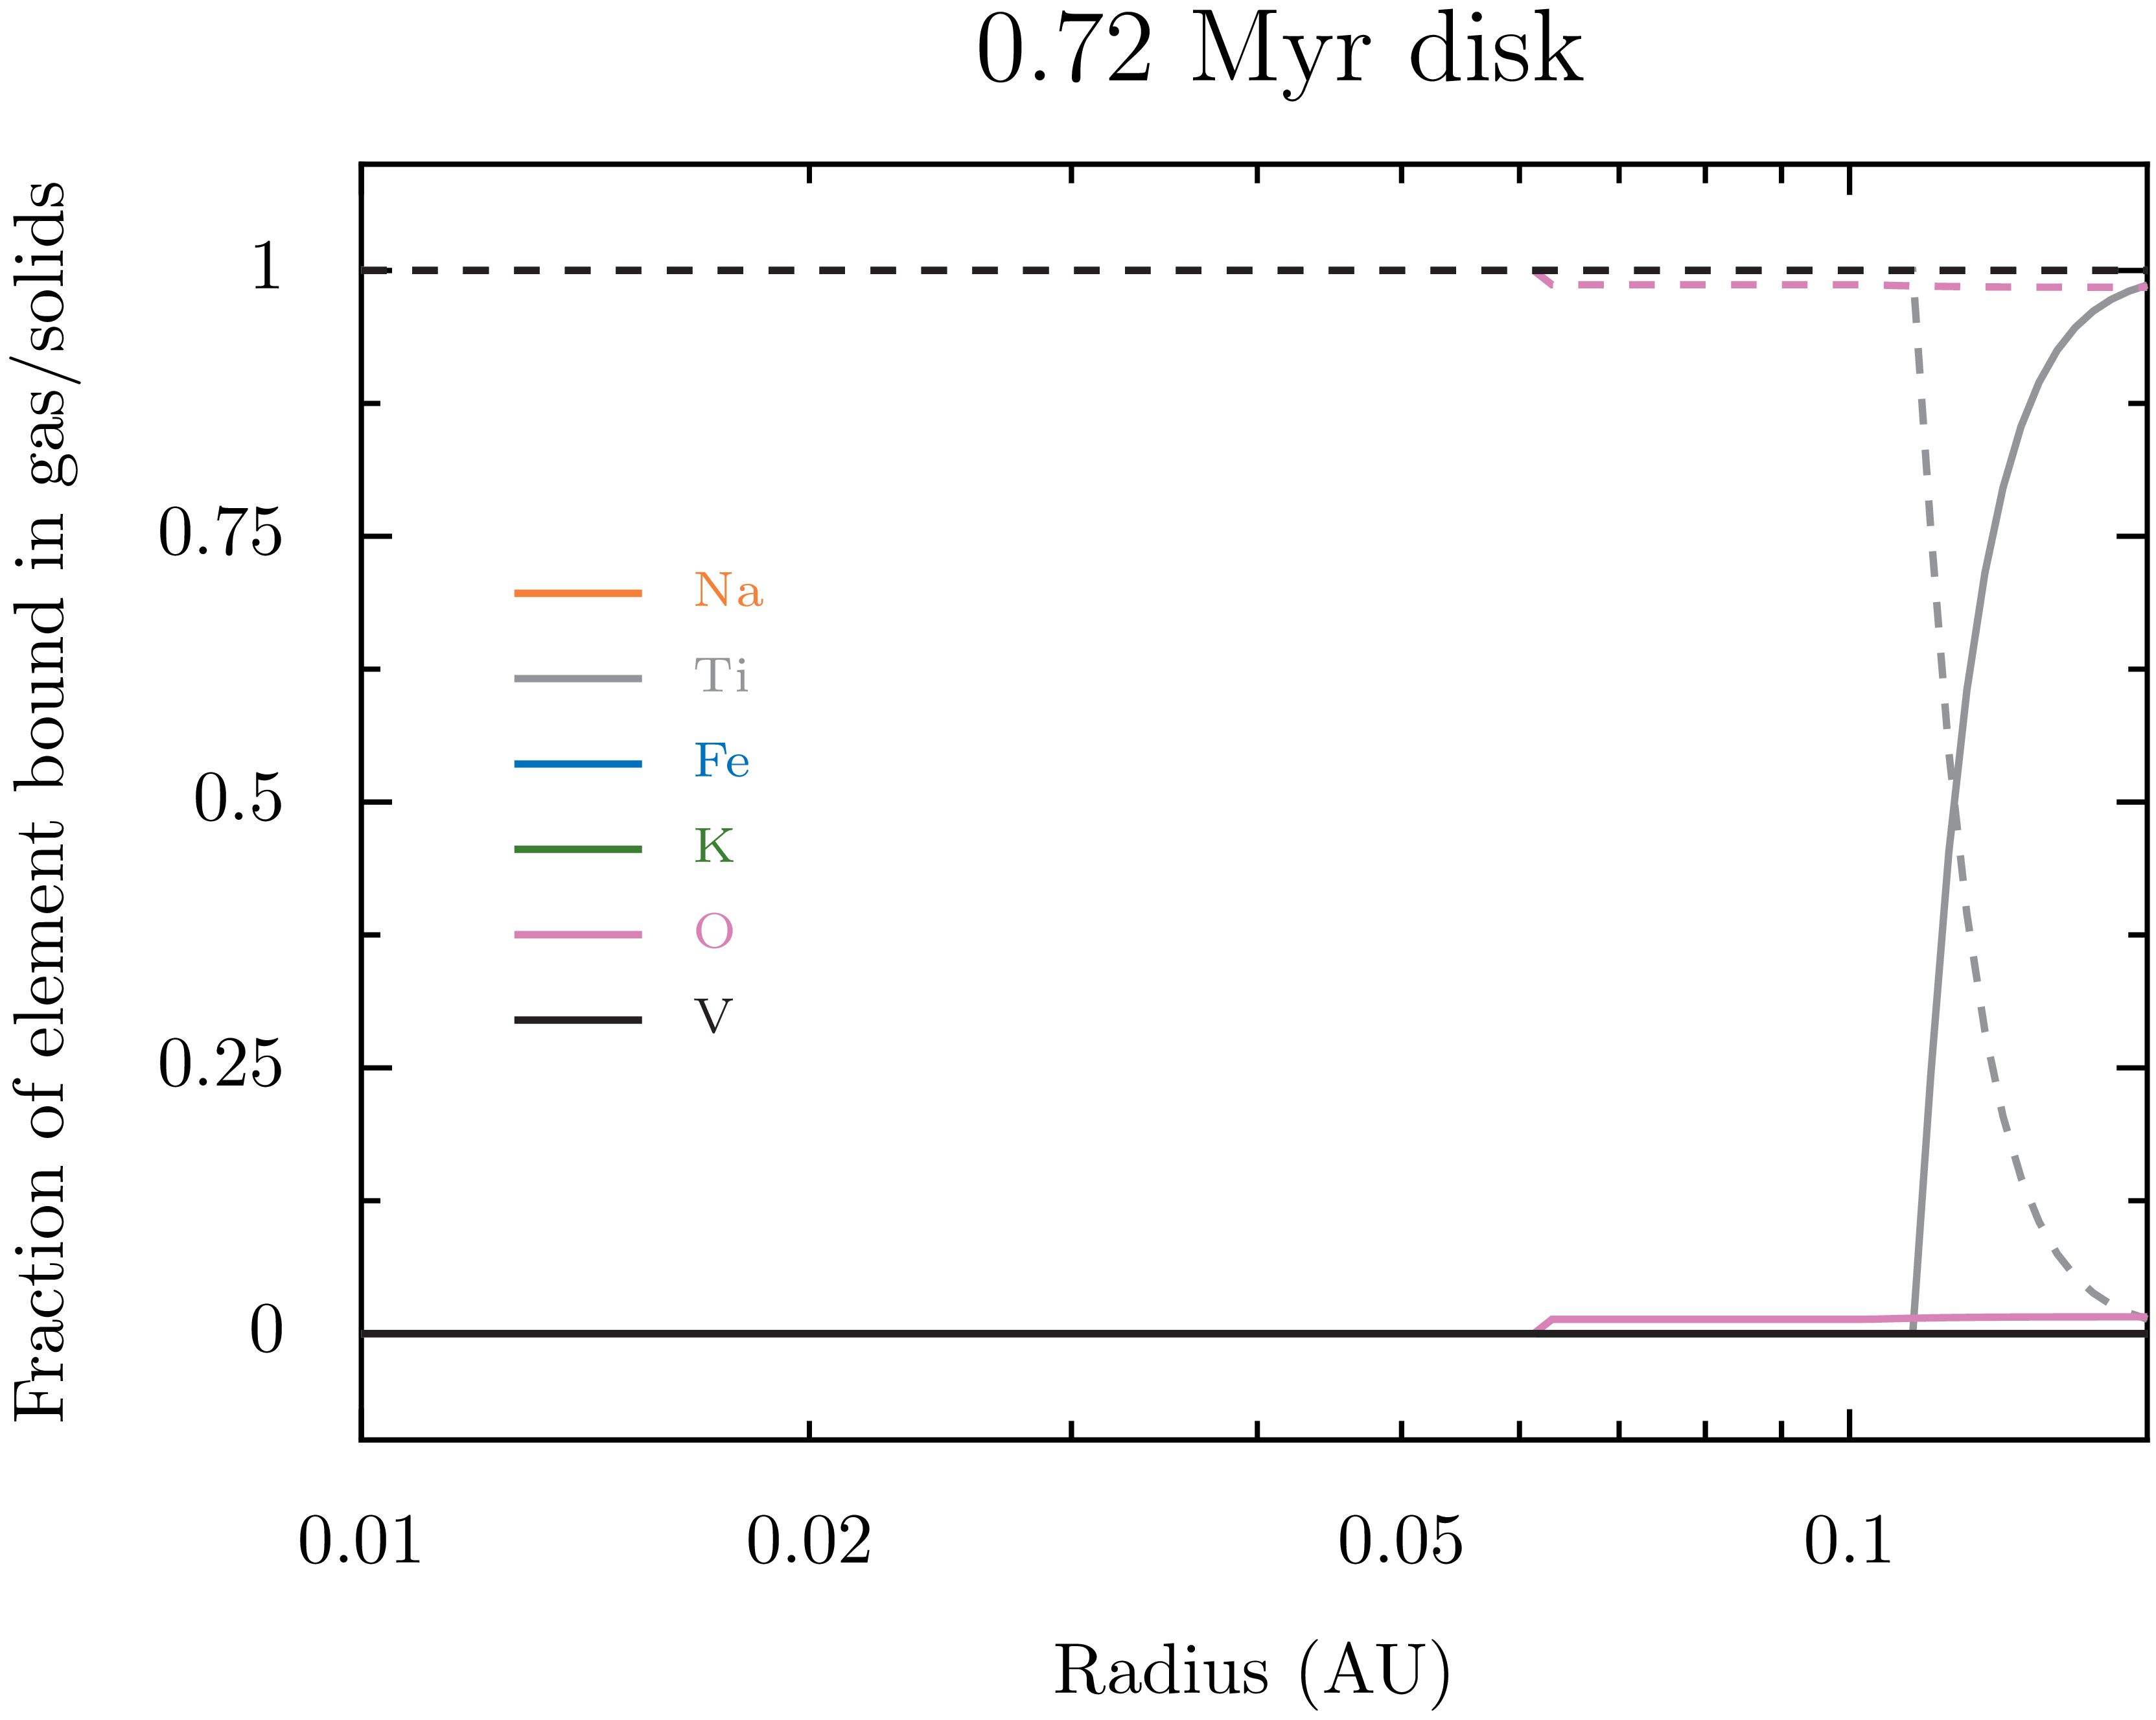 0.72 Myr disk
Fraction of element bound in gas/solids
1
0.75
0.5
0.25
0
Na
Ti
Fe
K
O
V
0.01 0.02 0.05 0.1
Radius (AU)